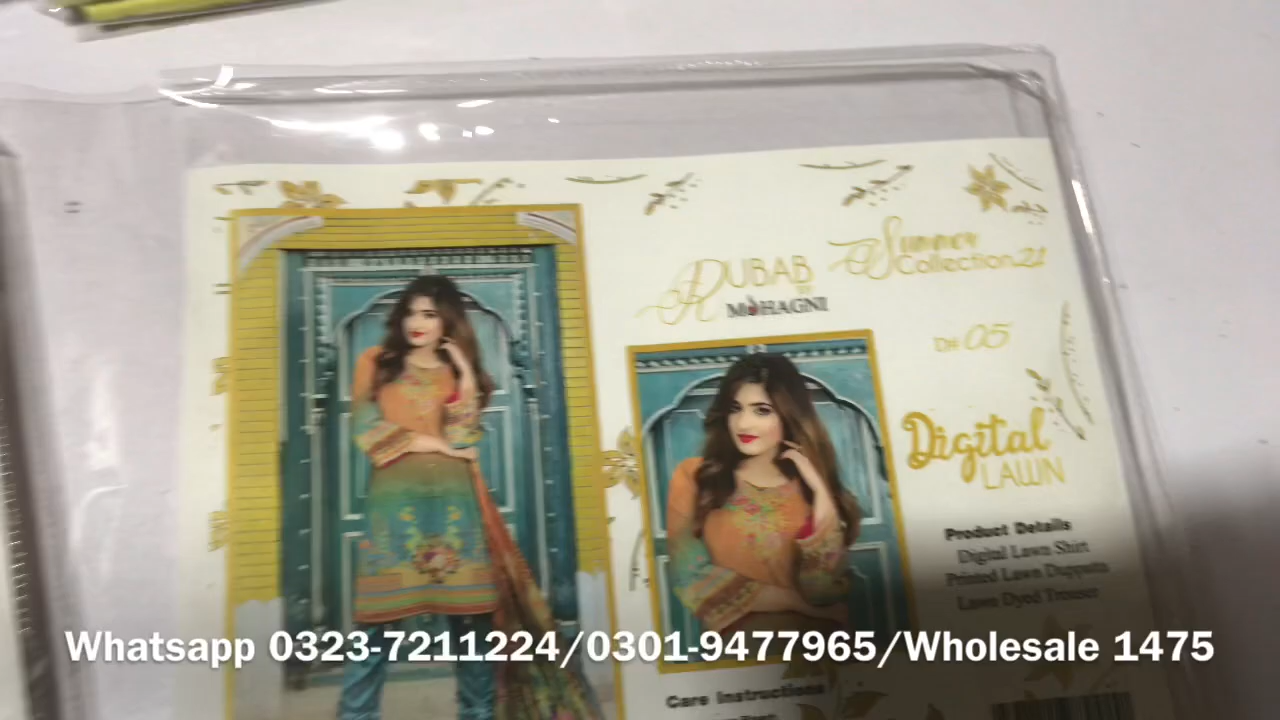 RUBAB
BY
MOHAGNI
Summer
Collection 21
D# 05
Digital
LAWN
Product Details
Digital Lawn Shirt
Printed Lawn Duppatta
Lawn Dyed Trouser
Whatsapp 0323-7211224/0301-9477965/Wholesale 1475
Care Instructions